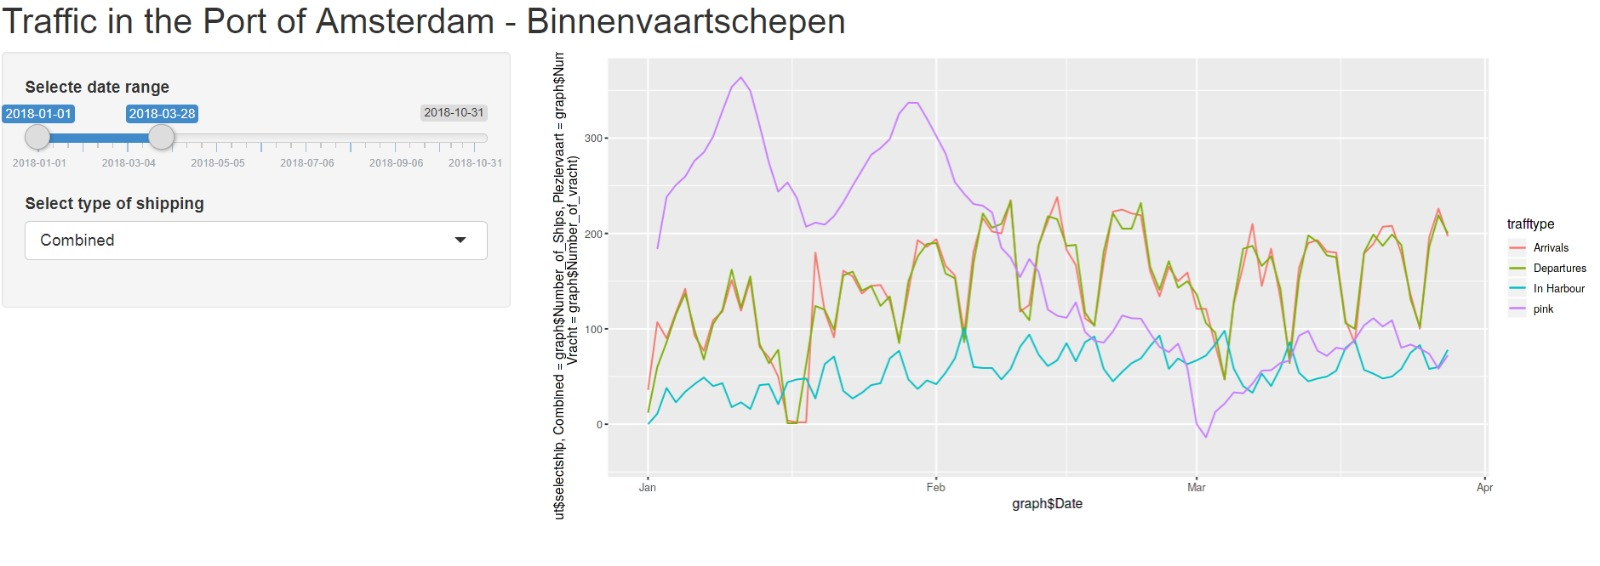 Traffic in the Port of Amsterdam - Binnenvaartschepen
Selecte date range
2018-01-01
2018-03-28
2018-10-31
2018-01-01 2018-03-04 2018-05-05 2018-07-06 2018-09-06 2018-10-31
Select type of shipping
Combined
ut$selectship, Combined = graph$Number_of_Ships, Pleziervaart = graph$Num
Vracht = graph$Number_of_vracht)
300
200
100
0
Jan Feb Mar Apr
graph$Date
trafftype
Arrivals
Departures
In Harbour
pink